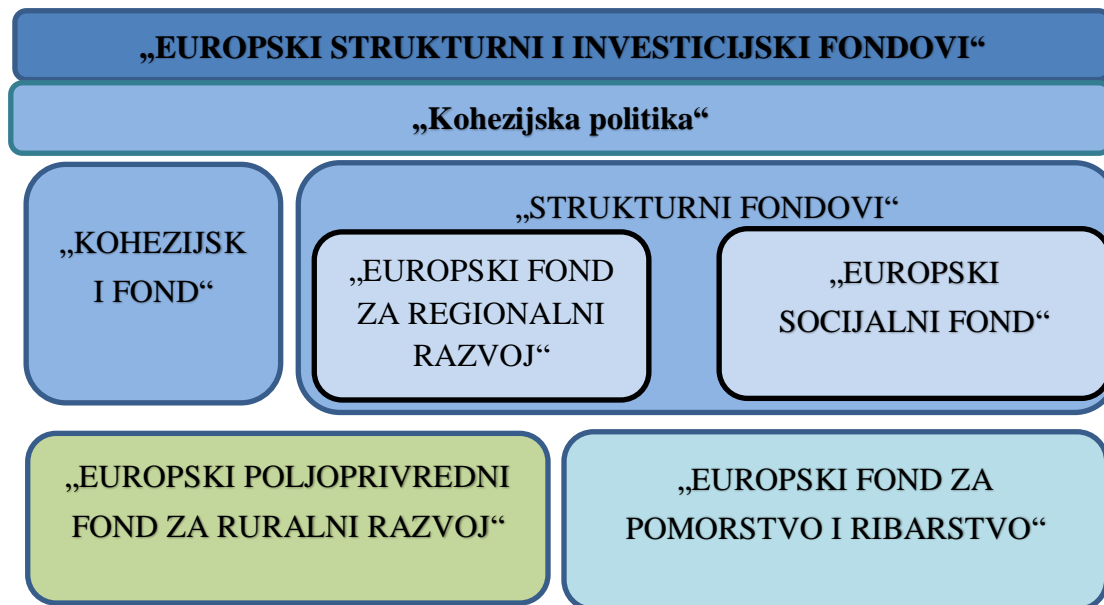 „EUROPSKI STRUKTURNI I INVESTICIJSKI FONDOVI“
„Kohezijska politika“
„KOHEZIJSK
I FOND“
„STRUKTURNI FONDOVI“
„EUROPSKI FOND
ZA REGIONALNI
RAZVOJ“
„EUROPSKI
SOCIJALNI FOND“
„EUROPSKI POLJOPRIVREDNI
FOND ZA RURALNI RAZVOJ“
„EUROPSKI FOND ZA
POMORSTVO I RIBARSTVO“